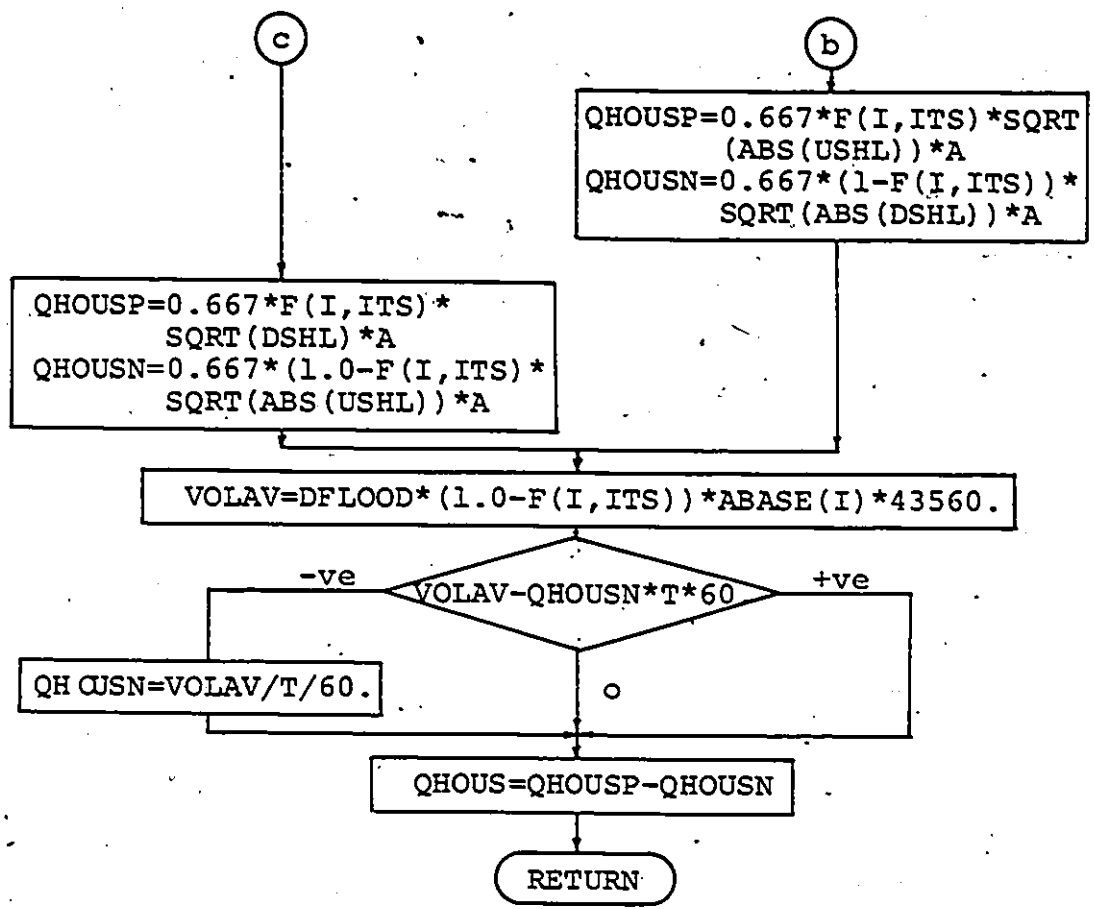 c
b
QHOUSP=0.667*F(I,ITS)*SQRT
(ABS(USHL))*A
QHOUSN=0.667*(1-F(I,ITS))*
SQRT(ABS(DSHL))*A
QHOUSP=0.667*F(I,ITS)*
SQRT(DSHL)*A
QHOUSN=0.667*(1.0-F(I,ITS)*
SQRT(ABS(USHL))*A
VOLAV=DFLOOD*(1.0-F(I,ITS))*ABASE(I)*43560.
-ve
VOLAV-QHOUSN*T*60
+ve
QHOUSN=VOLAV/T/60.
o
QHOUS=QHOUSP-QHOUSN
RETURN